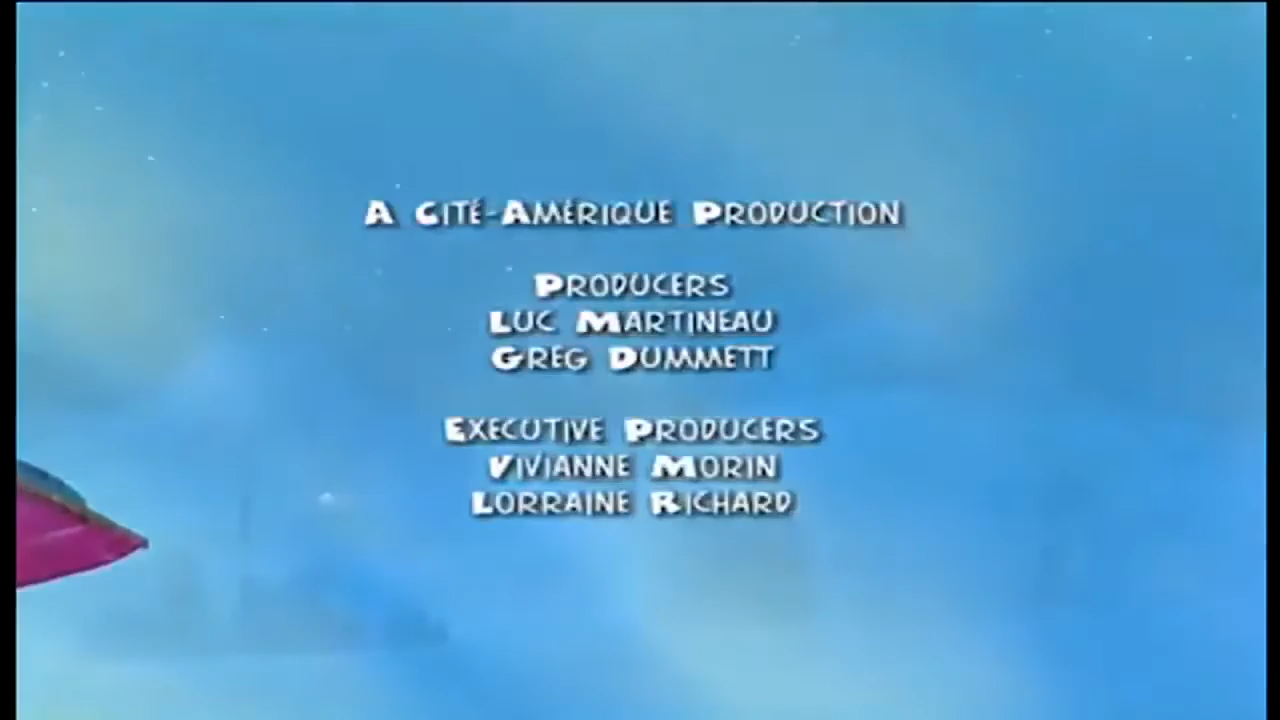 A Cité-Amérique Production
Producers
Luc Martineau
Greg Dummett
Executive Producers
Vivianne Morin
Lorraine Richard